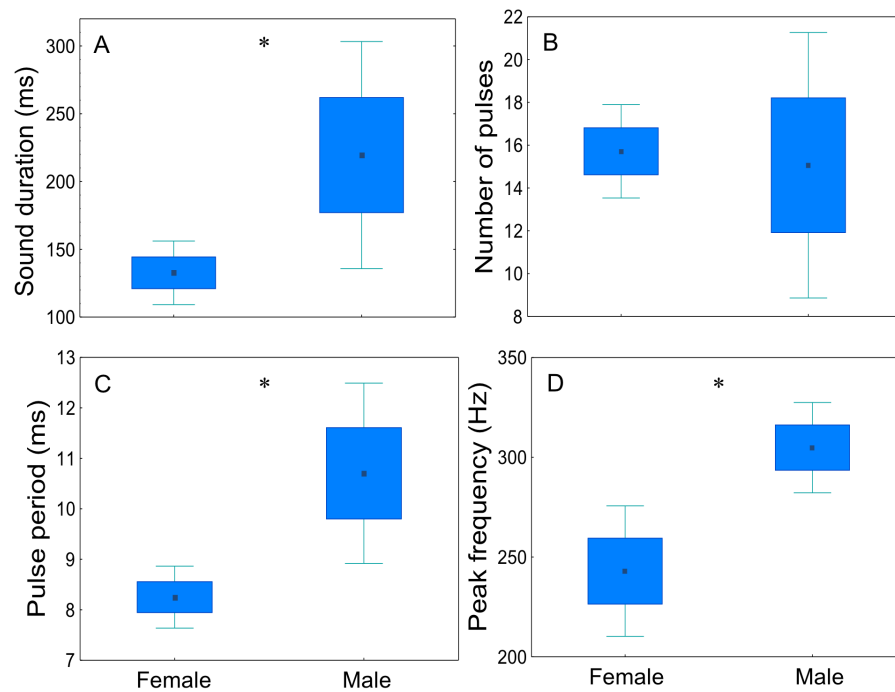 A
*
Sound duration (ms)
300
250
200
150
100
B
Number of pulses
22
20
18
16
14
12
10
8
C
*
Pulse period (ms)
13
12
11
10
9
8
7
Female
Male
D
*
Peak frequency (Hz)
350
300
250
200
Female
Male